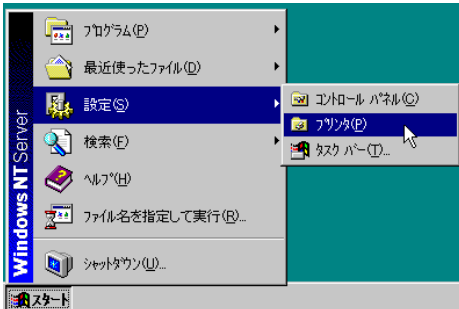 Windows NT Server
ﾌﾟﾛｸﾞﾗﾑ(P)
最近使ったﾌｧｲﾙ(D)
設定(S)
検索(F)
ﾍﾙﾌﾟ(H)
ﾌｧｲﾙ名を指定して実行(R)...
ｼｬｯﾄﾀﾞｳﾝ(U)...
ｺﾝﾄﾛｰﾙ ﾊﾟﾈﾙ(C)
ﾌﾟﾘﾝﾀ(P)
ﾀｽｸ ﾊﾞｰ(T)...
ｽﾀｰﾄ